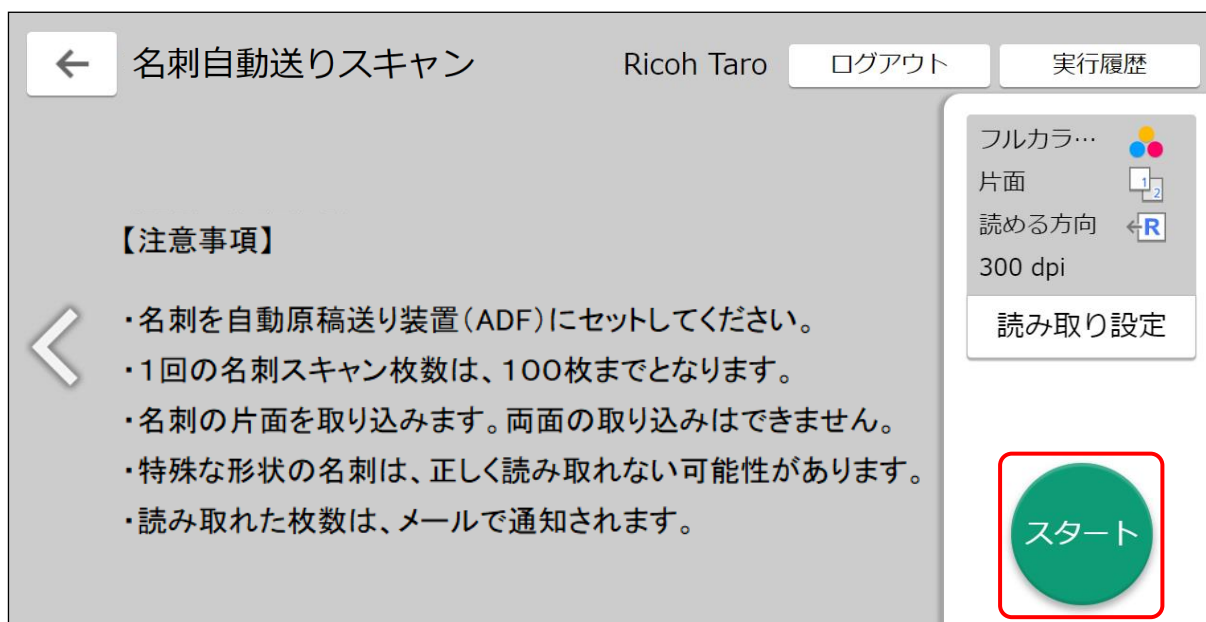 名刺自動送りスキャン
Ricoh Taro
ログアウト
実行履歴
フルカラ…
片面
1
2
読める方向
R
300 dpi
読み取り設定
【注意事項】
・名刺を自動原稿送り装置(ADF)にセットしてください。
・1回の名刺スキャン枚数は、100枚までとなります。
・名刺の片面を取り込みます。両面の取り込みはできません。
・特殊な形状の名刺は、正しく読み取れない可能性があります。
・読み取れた枚数は、メールで通知されます。
スタート